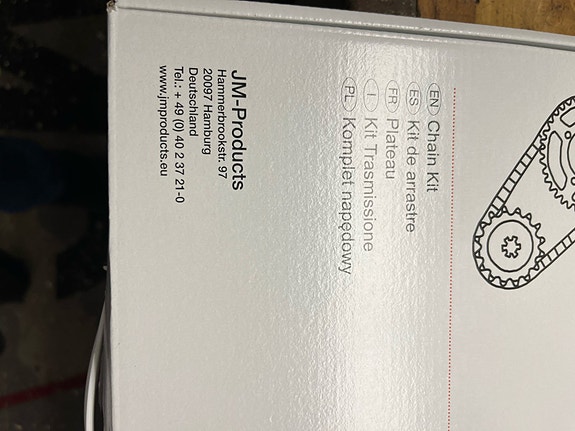 EN Chain Kit
ES Kit de arrastre
FR Plateau
I Kit Trasmissione
PL Komplet napędowy
JM-Products
Hammerbrookstr. 97
20097 Hamburg
Deutschland
Tel.: + 49 (0) 40 2 37 21-0
www.jmproducts.eu